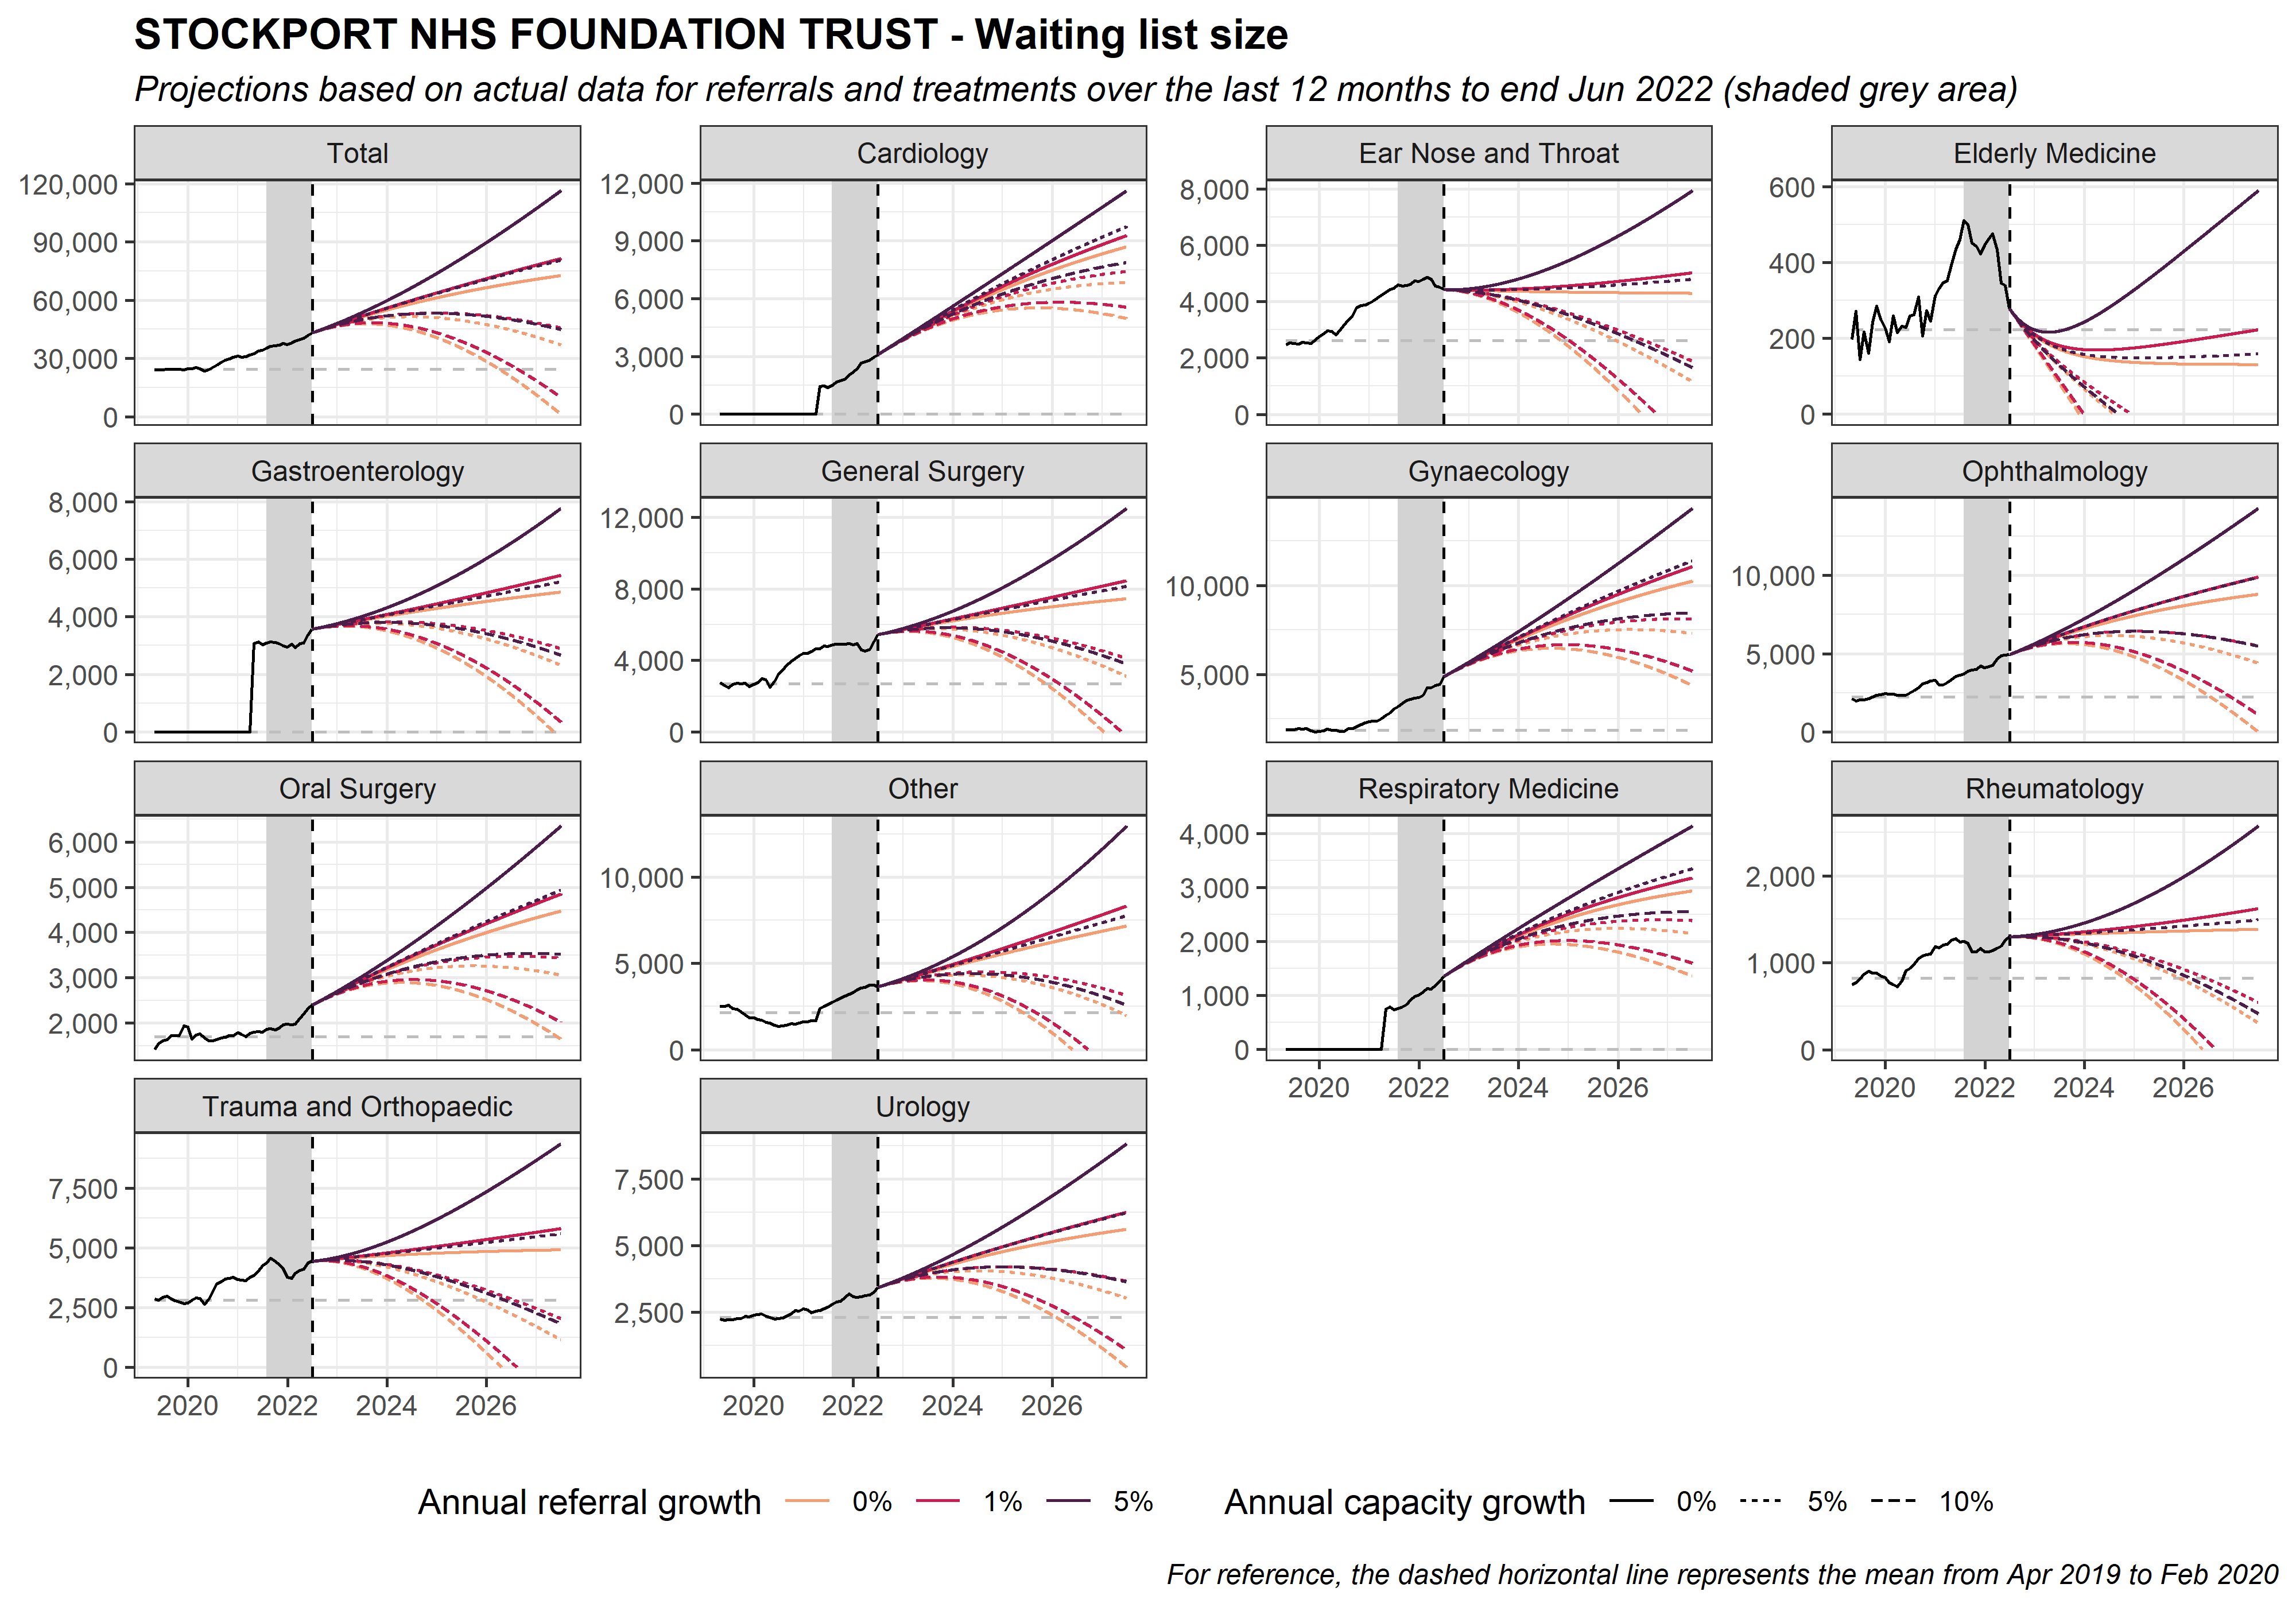 STOCKPORT NHS FOUNDATION TRUST - Waiting list size
Projections based on actual data for referrals and treatments over the last 12 months to end Jun 2022 (shaded grey area)
Total
120,000
90,000
60,000
30,000
0
Cardiology
12,000
9,000
6,000
3,000
0
Ear Nose and Throat
8,000
6,000
4,000
2,000
0
Elderly Medicine
600
400
200
0
Gastroenterology
8,000
6,000
4,000
2,000
0
General Surgery
12,000
8,000
4,000
0
Gynaecology
10,000
5,000
Ophthalmology
10,000
5,000
0
Oral Surgery
6,000
5,000
4,000
3,000
2,000
Other
10,000
5,000
0
Respiratory Medicine
4,000
3,000
2,000
1,000
0
2020 2022 2024 2026
Rheumatology
2,000
1,000
0
2020 2022 2024 2026
Trauma and Orthopaedic
7,500
5,000
2,500
0
2020 2022 2024 2026
Urology
7,500
5,000
2,500
2020 2022 2024 2026
Annual referral growth 0% 1% 5% Annual capacity growth 0% 5% 10%
For reference, the dashed horizontal line represents the mean from Apr 2019 to Feb 2020